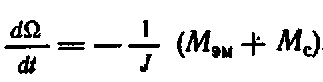 dΩ/dt = − 1/J (Mэм + Mс)